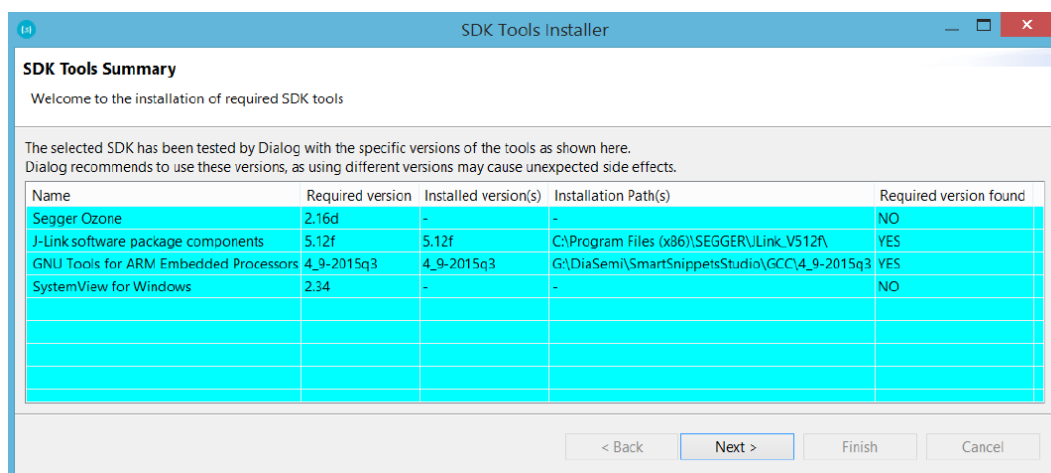 SDK Tools Installer
SDK Tools Summary
Welcome to the installation of required SDK tools
The selected SDK has been tested by Dialog with the specific versions of the tools as shown here.
Dialog recommends to use these versions, as using different versions may cause unexpected side effects.
Name Required version Installed version(s) Installation Path(s) Required version found
Segger Ozone 2.16d - - NO
J-Link software package components 5.12f 5.12f C:\Program Files (x86)\SEGGER\JLink_V512f\ YES
GNU Tools for ARM Embedded Processors 4_9-2015q3 4_9-2015q3 G:\DiaSemi\SmartSnippetsStudio\GCC\4_9-2015q3 YES
SystemView for Windows 2.34 - - NO
< Back Next > Finish Cancel